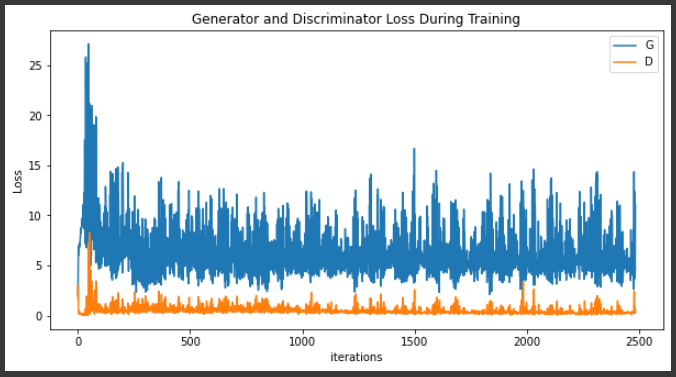 Generator and Discriminator Loss During Training
G
D
25
20
15
10
5
0
Loss
0 500 1000 1500 2000 2500
iterations